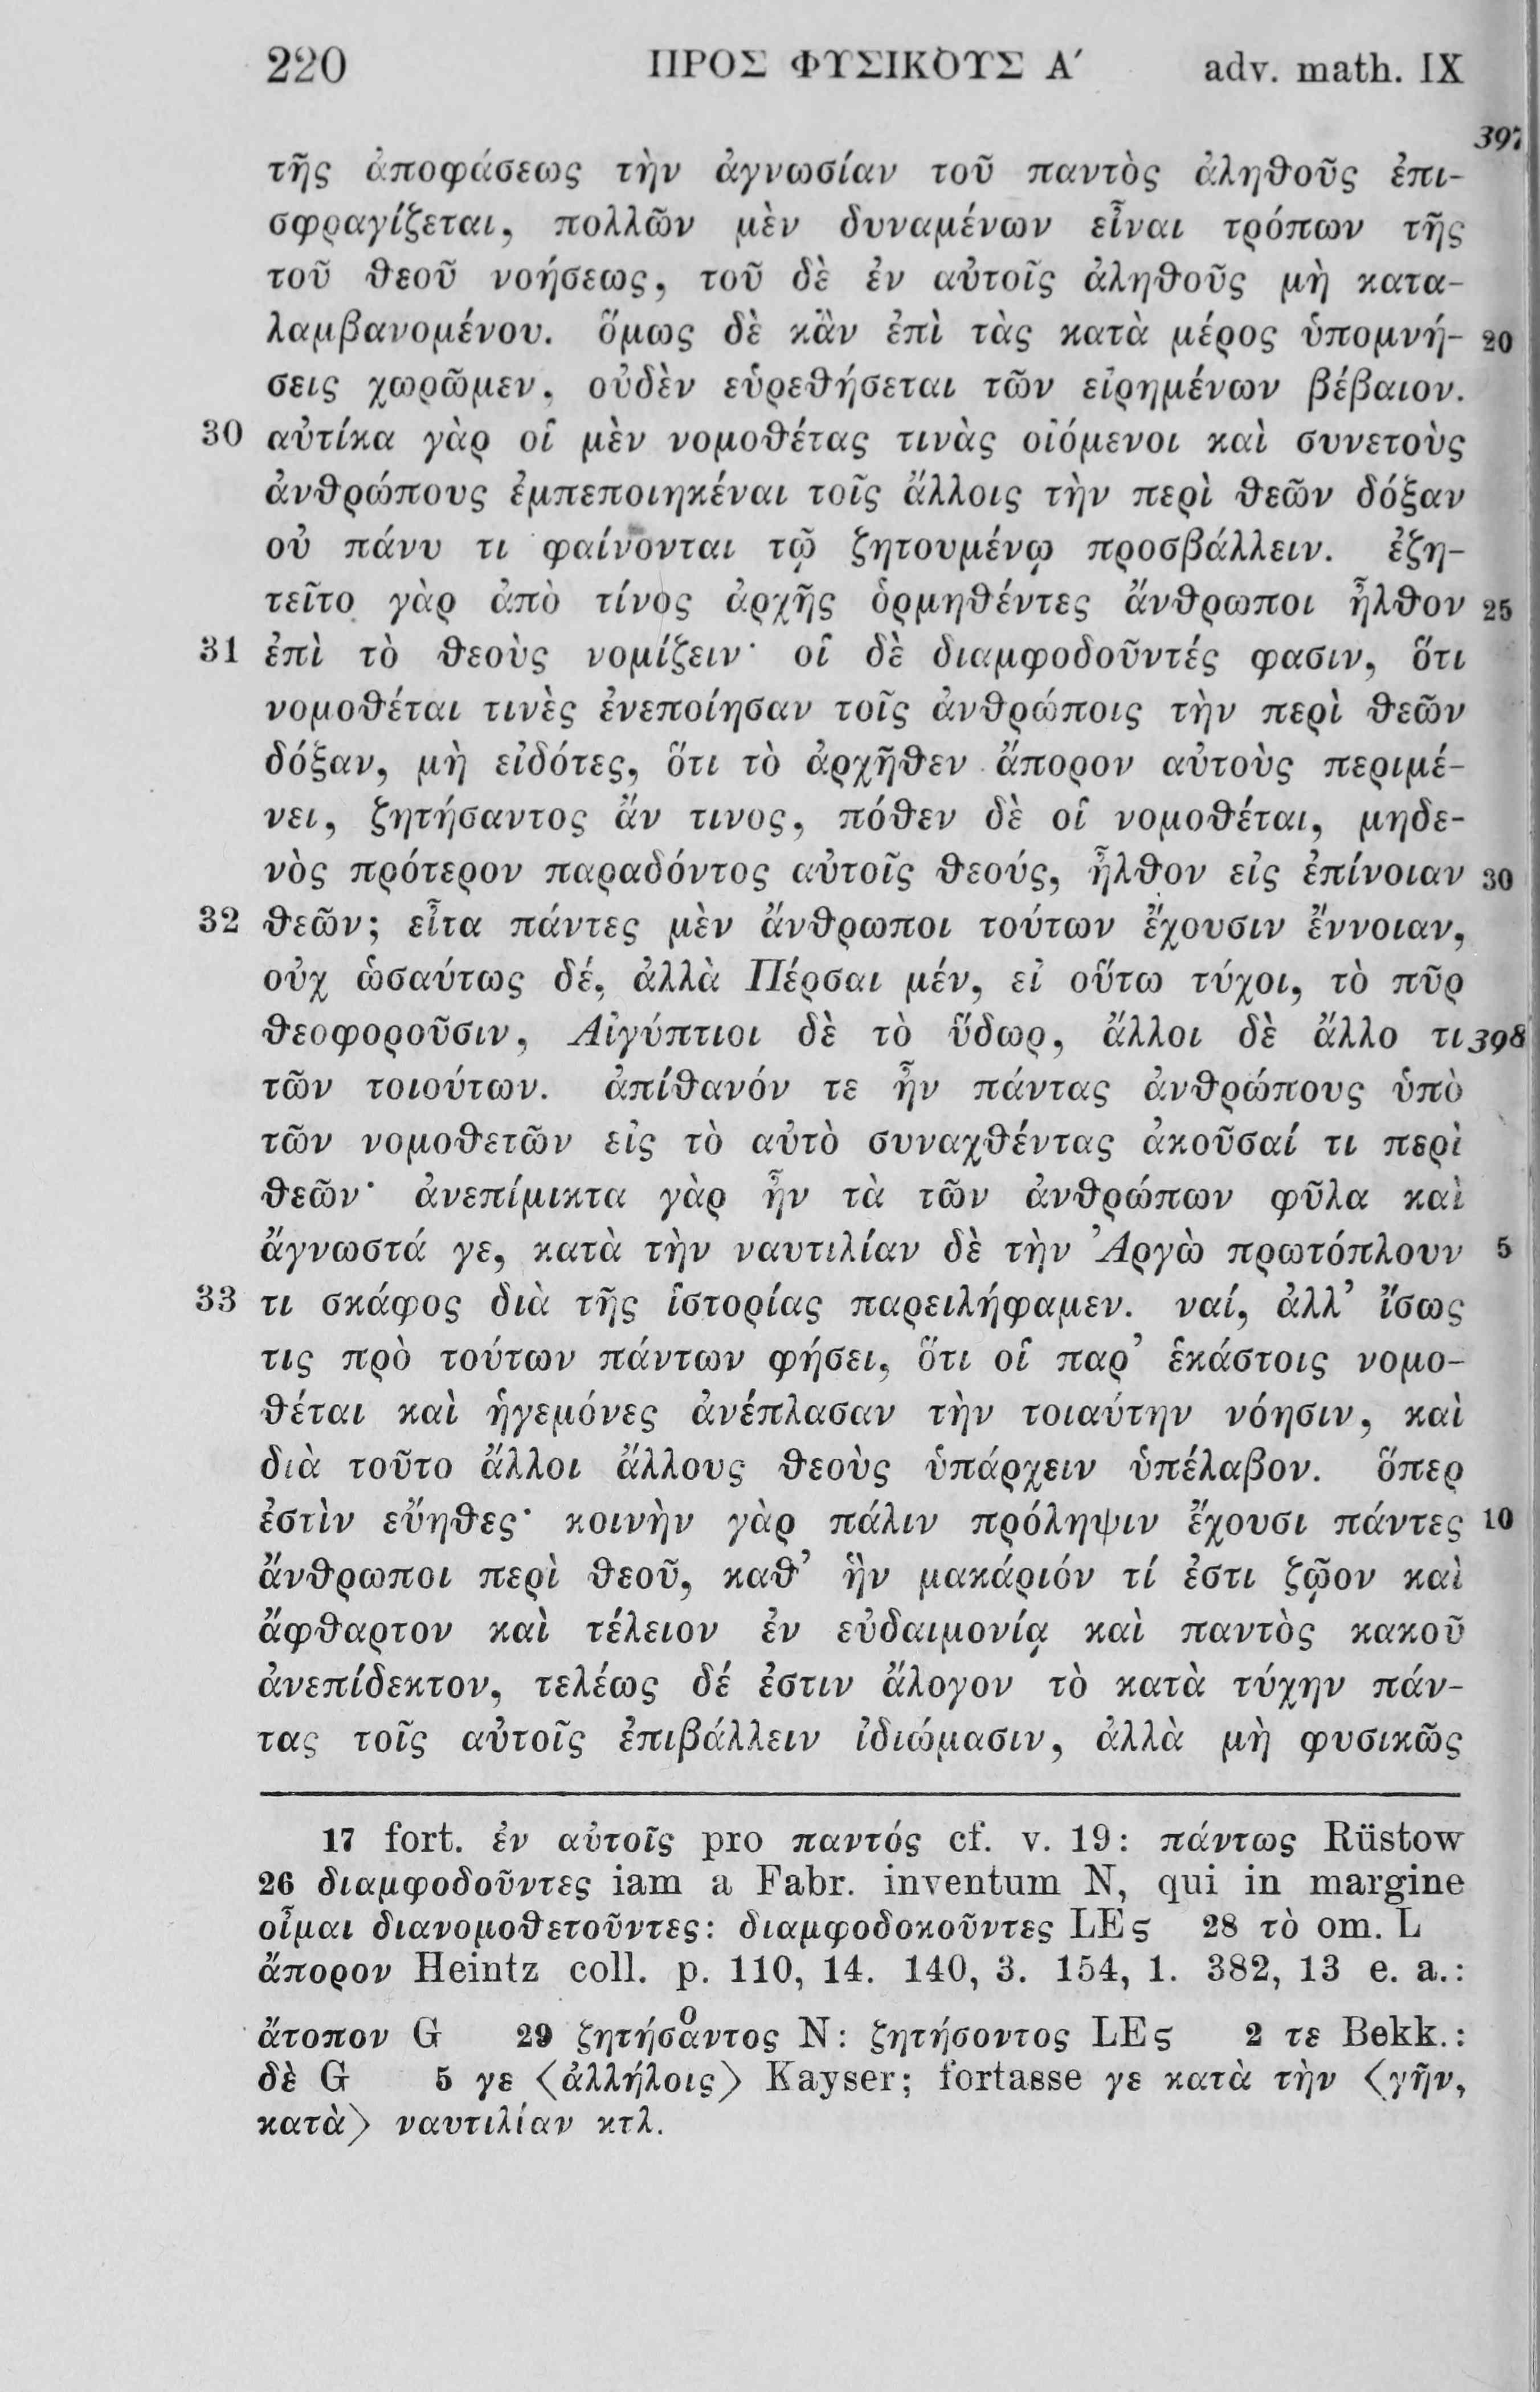 220 ΠΡΟΣ ΦΥΣΙΚΟΥΣ Α′ adv. math. IX
397
τῆς ἀποφάσεως τὴν ἀγνωσίαν τοῦ παντὸς ἀληθοῦς ἐπι-
σφραγίζεται, πολλῶν μὲν δυναμένων εἶναι τρόπων τῆς
τοῦ θεοῦ νοήσεως, τοῦ δὲ ἐν αὐτοῖς ἀληθοῦς μὴ κατα-
λαμβανομένου. ὅμως δὲ κἂν ἐπὶ τὰς κατὰ μέρος ὑπομνή- 20
σεις χωρῶμεν, οὐδὲν εὑρεθήσεται τῶν εἰρημένων βέβαιον.
30 αὐτίκα γὰρ οἱ μὲν νομοθέτας τινὰς οἰόμενοι καὶ συνετοὺς
ἀνθρώπους ἐμπεποιηκέναι τοῖς ἄλλοις τὴν περὶ θεῶν δόξαν
οὐ πάνυ τι φαίνονται τῷ ζητουμένῳ προσβάλλειν. ἐζη-
τεῖτο γὰρ ἀπὸ τίνος ἀρχῆς ὁρμηθέντες ἄνθρωποι ἦλθον 25
31 ἐπὶ τὸ θεοὺς νομίζειν· οἱ δὲ διαμφοδοῦντές φασιν, ὅτι
νομοθέται τινὲς ἐνεποίησαν τοῖς ἀνθρώποις τὴν περὶ θεῶν
δόξαν, μὴ εἰδότες, ὅτι τὸ ἀρχῆθεν ἄπορον αὐτοὺς περιμέ-
νει, ζητήσαντος ἄν τινος, πόθεν δὲ οἱ νομοθέται, μηδε-
νὸς πρότερον παραδόντος αὐτοῖς θεούς, ἦλθον εἰς ἐπίνοιαν 30
32 θεῶν; εἶτα πάντες μὲν ἄνθρωποι τούτων ἔχουσιν ἔννοιαν,
οὐχ ὡσαύτως δέ, ἀλλὰ Πέρσαι μέν, εἰ οὕτω τύχοι, τὸ πῦρ
θεοφοροῦσιν, Αἰγύπτιοι δὲ τὸ ὕδωρ, ἄλλοι δὲ ἄλλο τι 398
τῶν τοιούτων. ἀπίθανόν τε ἦν πάντας ἀνθρώπους ὑπὸ
τῶν νομοθετῶν εἰς τὸ αὐτὸ συναχθέντας ἀκοῦσαί τι περὶ
θεῶν· ἀνεπίμικτα γὰρ ἦν τὰ τῶν ἀνθρώπων φῦλα καὶ
ἄγνωστά γε, κατὰ τὴν ναυτιλίαν δὲ τὴν Ἀργὼ πρωτόπλουν 5
33 τι σκάφος διὰ τῆς ἱστορίας παρειλήφαμεν. ναί, ἀλλ’ ἴσως
τις πρὸ τούτων πάντων φήσει, ὅτι οἱ παρ’ ἑκάστοις νομο-
θέται καὶ ἡγεμόνες ἀνέπλασαν τὴν τοιαύτην νόησιν, καὶ
διὰ τοῦτο ἄλλοι ἄλλους θεοὺς ὑπάρχειν ὑπέλαβον. ὅπερ
ἐστὶν εὔηθες· κοινὴν γὰρ πάλιν πρόληψιν ἔχουσι πάντες 10
ἄνθρωποι περὶ θεοῦ, καθ’ ἣν μακάριόν τί ἐστι ζῷον καὶ
ἄφθαρτον καὶ τέλειον ἐν εὐδαιμονίᾳ καὶ παντὸς κακοῦ
ἀνεπίδεκτον, τελέως δέ ἐστιν ἄλογον τὸ κατὰ τύχην πάν-
τας τοῖς αὐτοῖς ἐπιβάλλειν ἰδιώμασιν, ἀλλὰ μὴ φυσικῶς
17 fort. ἐν αὐτοῖς pro παντός cf. v. 19: πάντως Rüstow
26 διαμφοδοῦντες iam a Fabr. inventum N, qui in margine
οἶμαι διανομοθετοῦντες: διαμφοδοκοῦντες LEς 28 τὸ om. L
ἄπορον Heintz coll. p. 110, 14. 140, 3. 154, 1. 382, 13 e. a.:
ἄτοπον G 29 ζητήσαοντος N: ζητήσοντος LEς 2 τε Bekk.:
δὲ G 5 γε ⟨ἀλλήλοις⟩ Kayser; fortasse γε κατὰ τὴν ⟨γῆν,
κατὰ⟩ ναυτιλίαν κτλ.